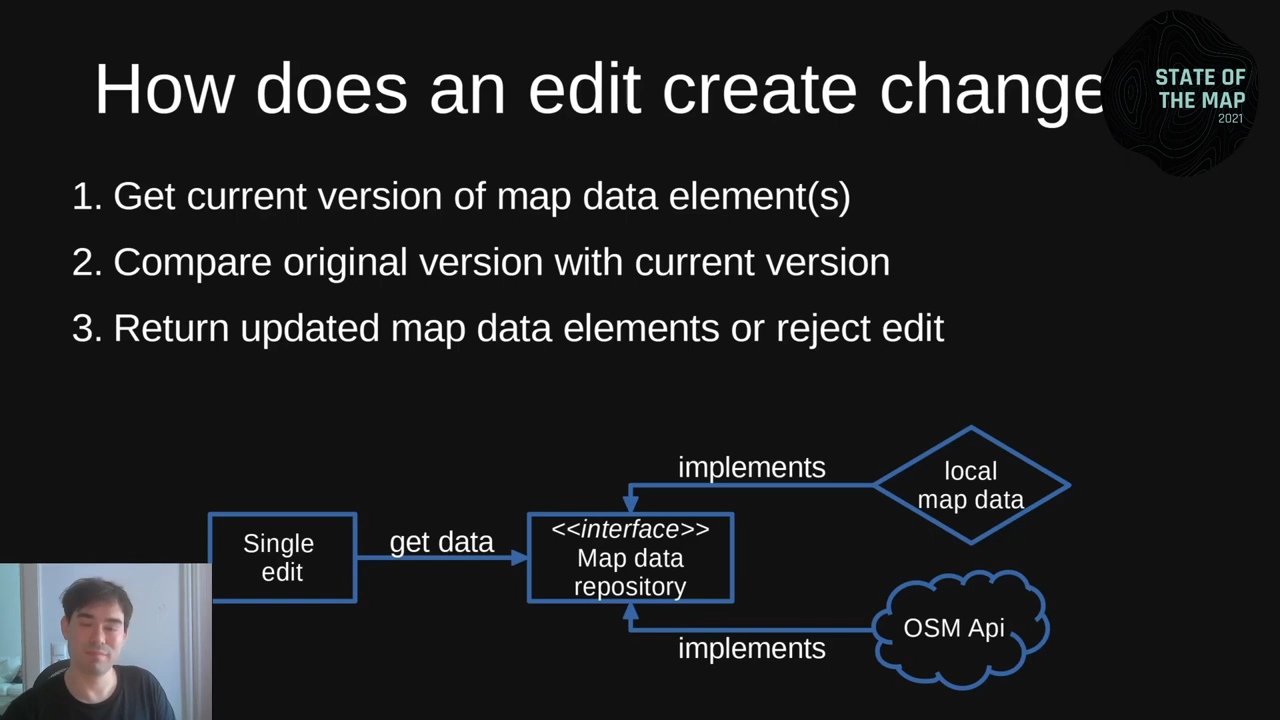 How does an edit create change
STATE OF
THE MAP
2021
1. Get current version of map data element(s)
2. Compare original version with current version
3. Return updated map data elements or reject edit
implements
local
map data
Single
edit
get data
<<interface>>
Map data
repository
OSM Api
implements